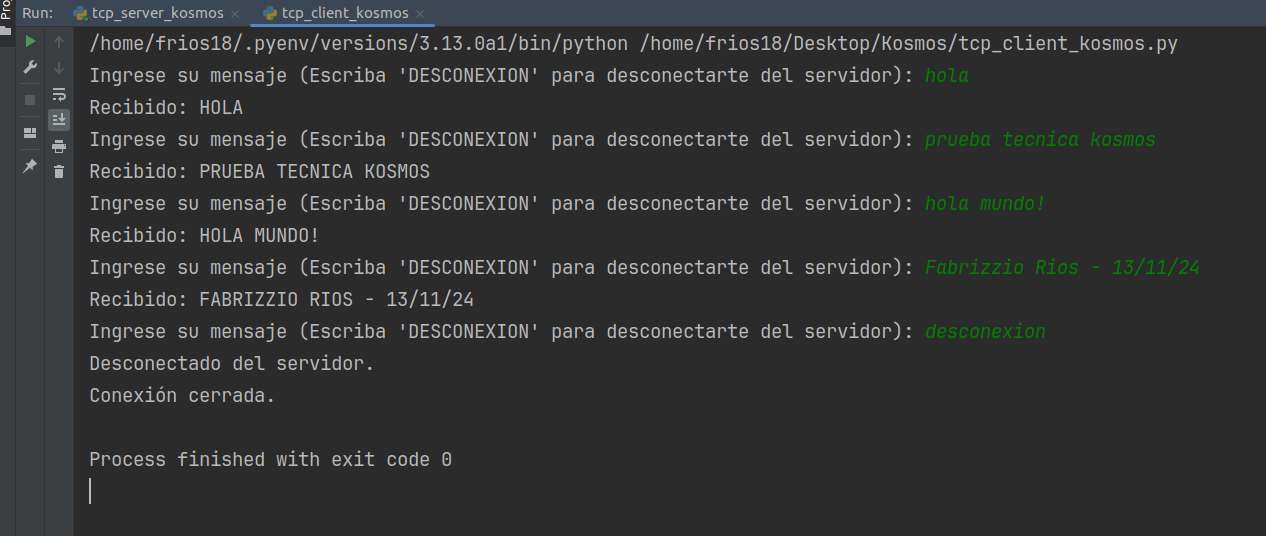 Pro
Run: tcp_server_kosmos × tcp_client_kosmos ×
/home/frios18/.pyenv/versions/3.13.0a1/bin/python /home/frios18/Desktop/Kosmos/tcp_client_kosmos.py
Ingrese su mensaje (Escriba 'DESCONEXION' para desconectarte del servidor): hola
Recibido: HOLA
Ingrese su mensaje (Escriba 'DESCONEXION' para desconectarte del servidor): prueba tecnica kosmos
Recibido: PRUEBA TECNICA KOSMOS
Ingrese su mensaje (Escriba 'DESCONEXION' para desconectarte del servidor): hola mundo!
Recibido: HOLA MUNDO!
Ingrese su mensaje (Escriba 'DESCONEXION' para desconectarte del servidor): Fabrizzio Rios - 13/11/24
Recibido: FABRIZZIO RIOS - 13/11/24
Ingrese su mensaje (Escriba 'DESCONEXION' para desconectarte del servidor): desconexion
Desconectado del servidor.
Conexión cerrada.
Process finished with exit code 0